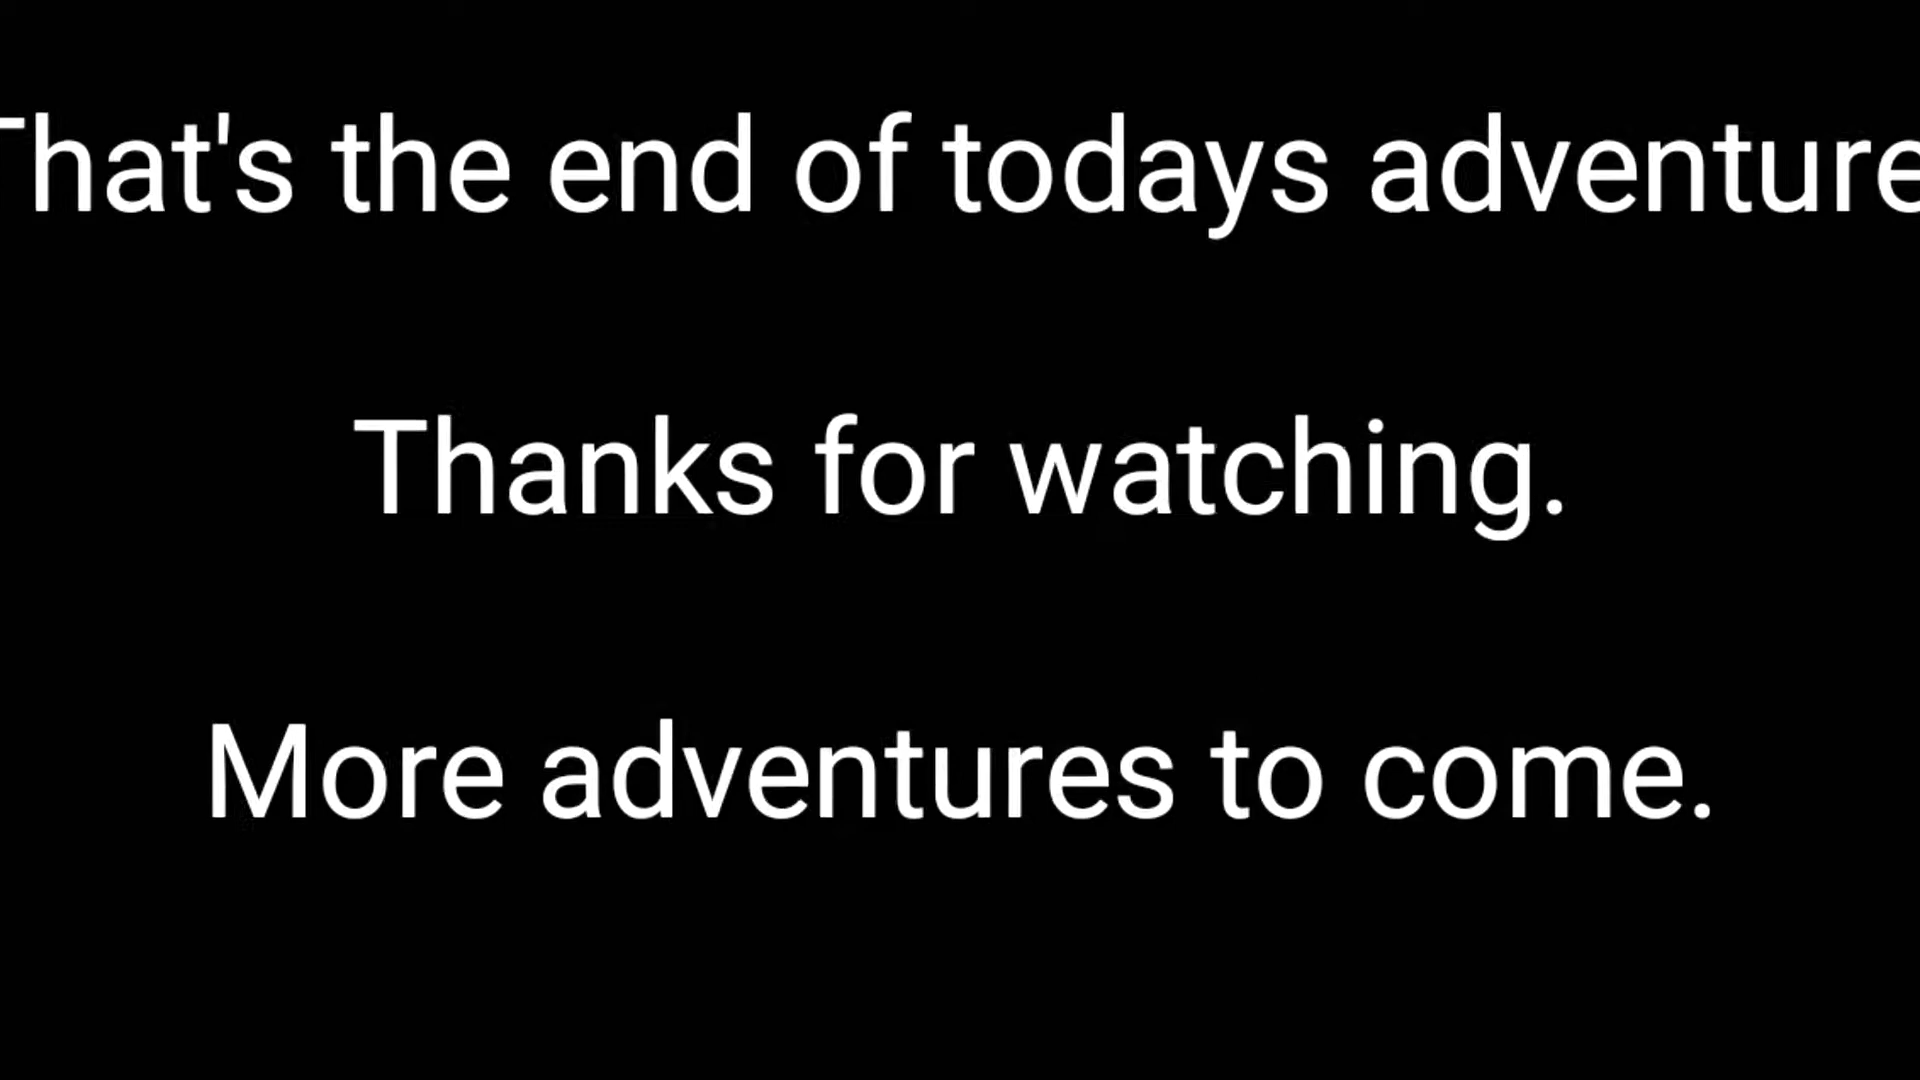 That's the end of todays adventure
Thanks for watching.
More adventures to come.